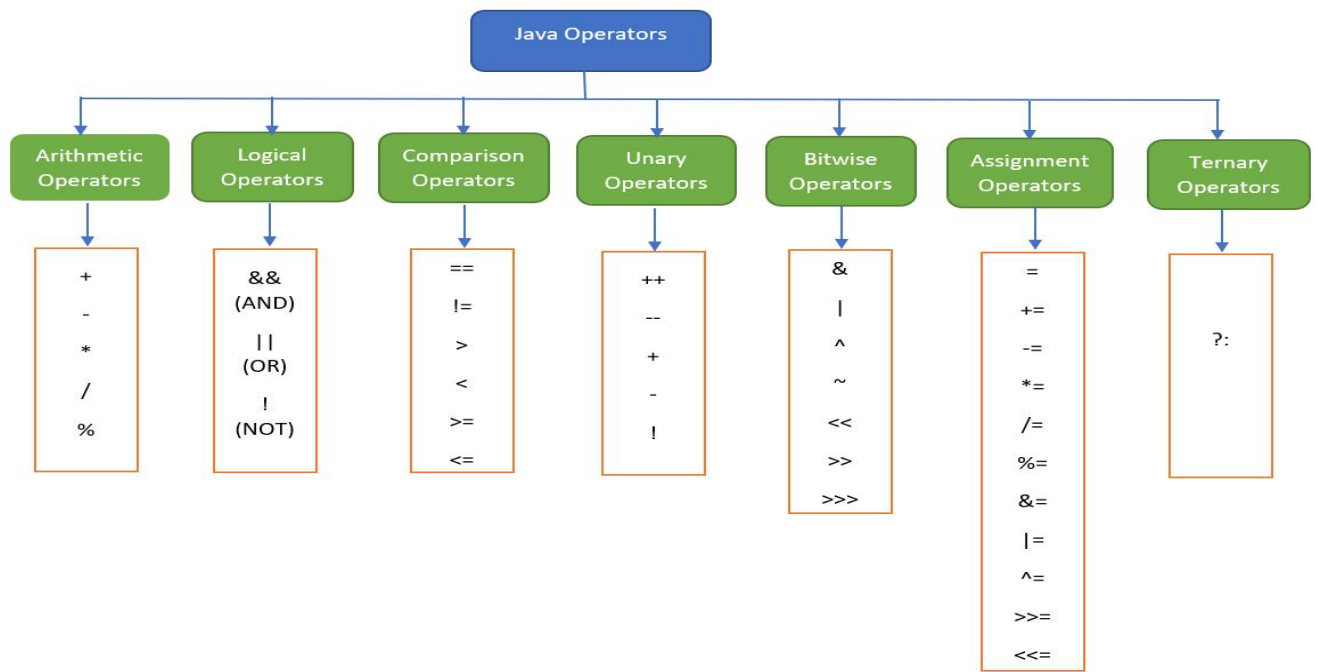 Java Operators
Arithmetic
Operators
+
-
*
/
%
Logical
Operators
&&
(AND)
||
(OR)
!
(NOT)
Comparison
Operators
==
!=
>
<
>=
<=
Unary
Operators
++
--
+
-
!
Bitwise
Operators
&
|
^
~
<<
>>
>>>
Assignment
Operators
=
+=
-=
*=
/=
%=
&=
|=
^=
>>=
<<=
Ternary
Operators
?: